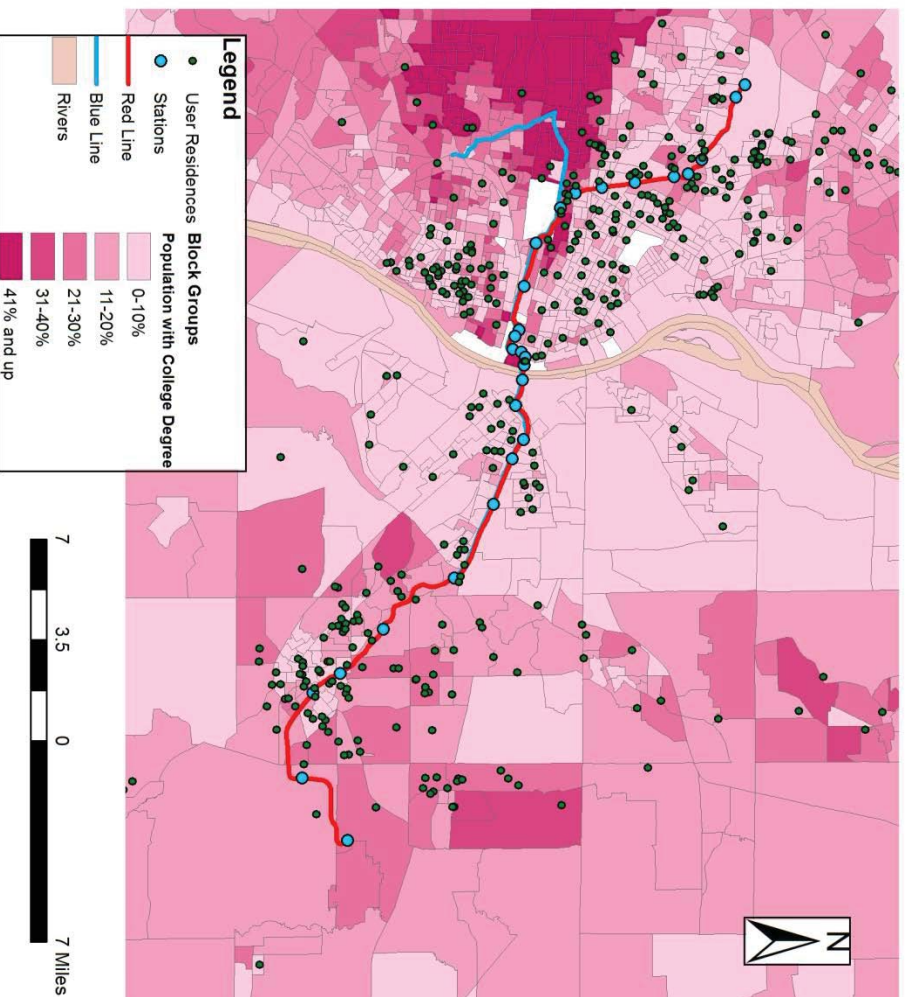 Legend
User Residences
Stations
Red Line
Blue Line
Rivers
Block Groups
Population with College Degree
0-10%
11-20%
21-30%
31-40%
41% and up
7 3.5 0 7 Miles
N